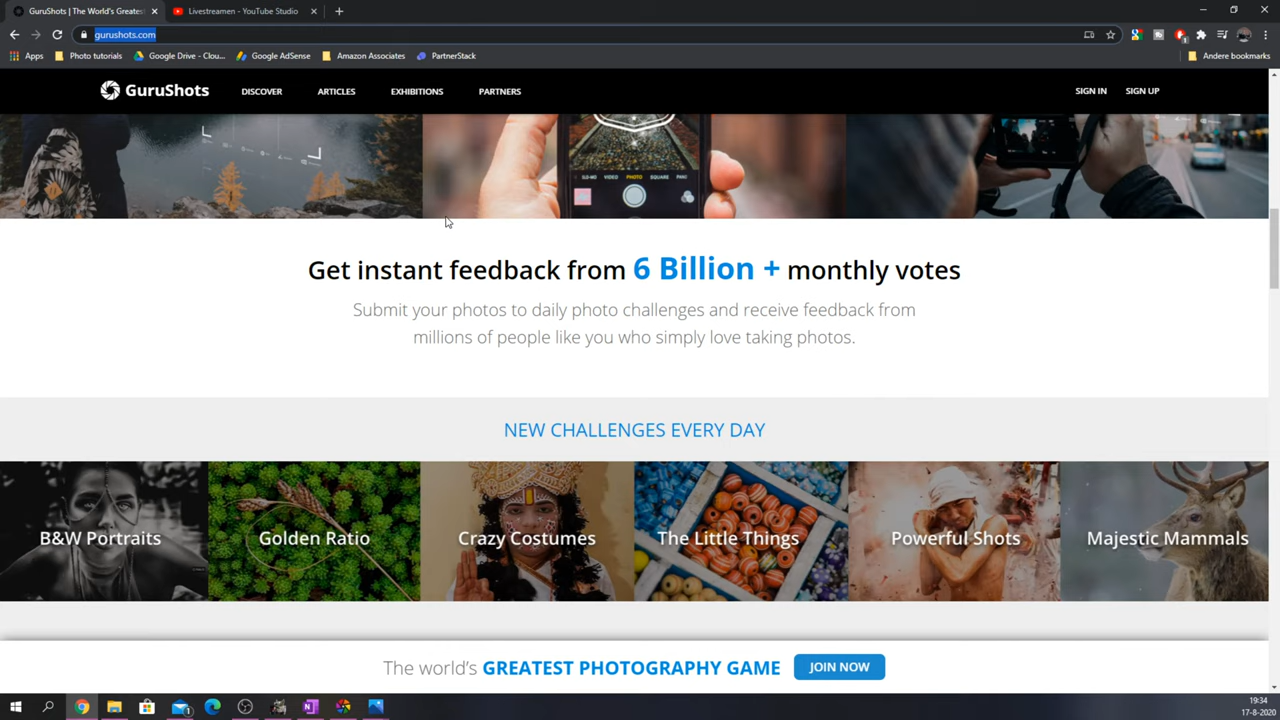 GuruShots | The World's Greates
Livestreamen - YouTube Studio
gurushots.com
Apps
Photo tutorials
Google Drive - Clou...
Google AdSense
Amazon Associates
PartnerStack
Andere bookmarks
GuruShots
DISCOVER
ARTICLES
EXHIBITIONS
PARTNERS
SIGN IN
SIGN UP
VIDEO PHOTO SQUARE
Get instant feedback from 6 Billion + monthly votes
Submit your photos to daily photo challenges and receive feedback from
millions of people like you who simply love taking photos.
NEW CHALLENGES EVERY DAY
B&W Portraits
Golden Ratio
Crazy Costumes
The Little Things
Powerful Shots
Majestic Mammals
The world's GREATEST PHOTOGRAPHY GAME
JOIN NOW
19:34
17-8-2020